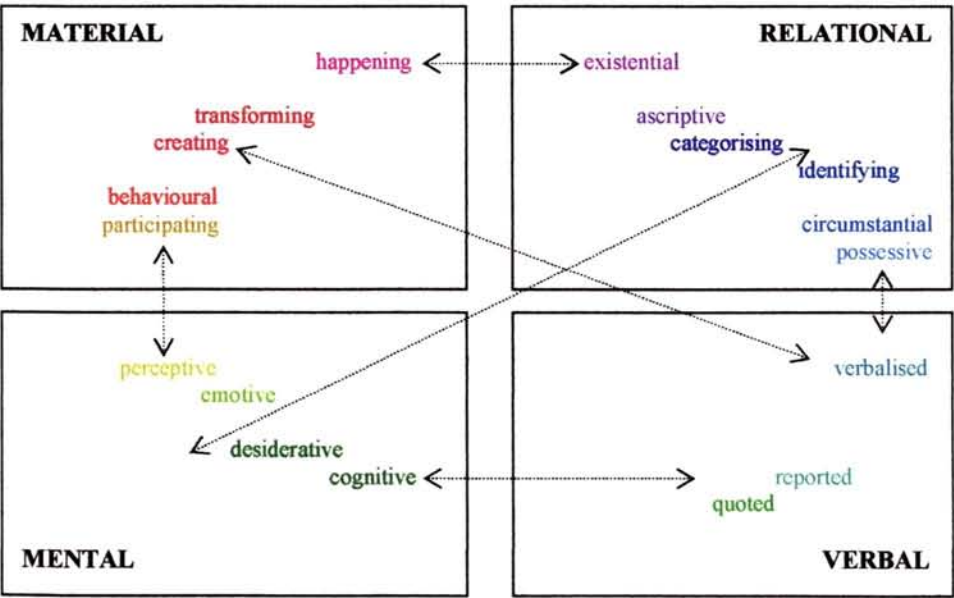 MATERIAL
happening
transforming
creating
behavioural
participating
RELATIONAL
existential
ascriptive
categorising
identifying
circumstantial
possessive
perceptive
emotive
desiderative
cognitive
MENTAL
verbalised
reported
quoted
VERBAL